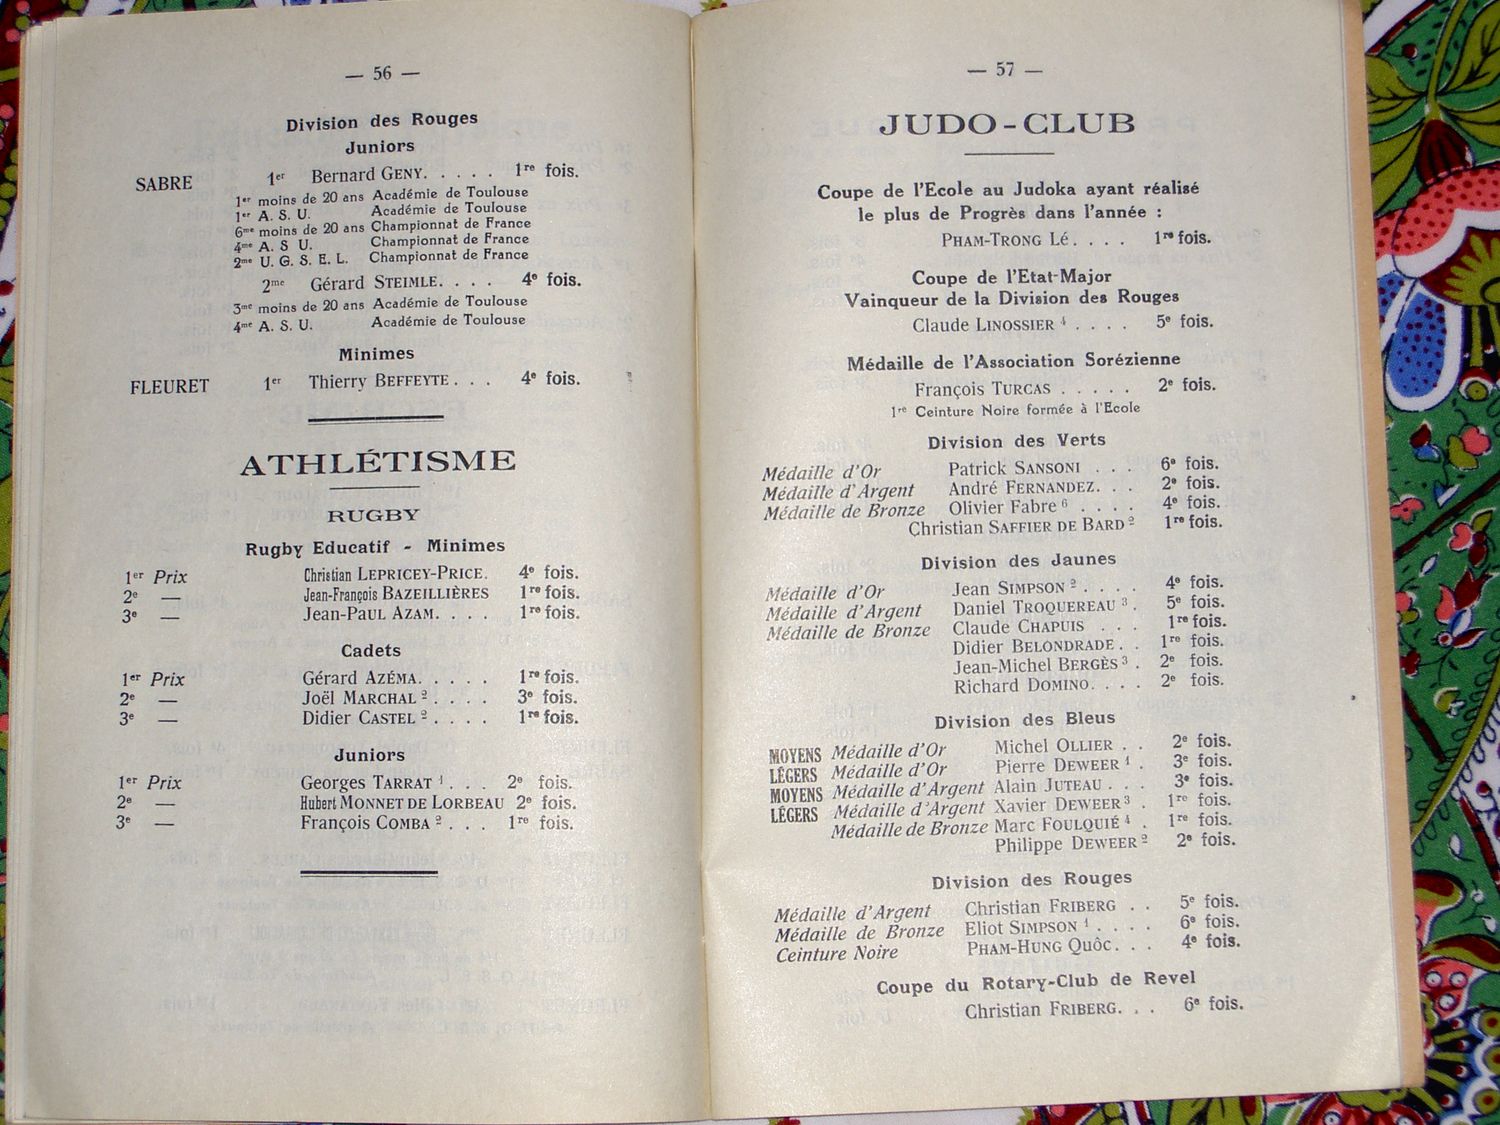 — 56 —
Division des Rouges
Juniors
SABRE 1er Bernard GENY. . . . . 1re fois.
1er moins de 20 ans Académie de Toulouse
1er A. S. U. Académie de Toulouse
6me moins de 20 ans Championnat de France
4me A. S U. Championnat de France
2me U. G. S. E. L. Championnat de France
2me Gérard STEIMLE. . . . 4e fois.
3me moins de 20 ans Académie de Toulouse
4me A. S. U. Académie de Toulouse
Minimes
FLEURET 1er Thierry BEFFEYTE . . . 4e fois.
ATHLÉTISME
RUGBY
Rugby Educatif - Minimes
1er Prix Christian LEPRICEY-PRICE. 4e fois.
2e — Jean-François BAZEILLIÈRES 1re fois.
3e — Jean-Paul AZAM. . . . 1re fois.
Cadets
1er Prix Gérard AZÉMA. . . . . 1re fois.
2e — Joël MARCHAL 2 . . . . 3e fois.
3e — Didier CASTEL 2 . . . . 1re fois.
Juniors
1er Prix Georges TARRAT 1 . . . 2e fois.
2e — Hubert MONNET DE LORBEAU 2e fois.
3e — François COMBA 2 . . . 1re fois.
— 57 —
JUDO-CLUB
Coupe de l'Ecole au Judoka ayant réalisé
le plus de Progrès dans l'année :
PHAM-TRONG Lé. . . . 1re fois.
Coupe de l'Etat-Major
Vainqueur de la Division des Rouges
Claude LINOSSIER 4 . . . . 5e fois.
Médaille de l'Association Sorézienne
François TURCAS . . . . . 2e fois.
1re Ceinture Noire formée à l'Ecole
Division des Verts
Médaille d'Or Patrick SANSONI . . . 6e fois.
Médaille d'Argent André FERNANDEZ. . . 2e fois.
Médaille de Bronze Olivier Fabre 6 . . . . 4e fois.
Christian SAFFIER DE BARD 2 1re fois.
Division des Jaunes
Médaille d'Or Jean SIMPSON 2 . . . . 4e fois.
Médaille d'Argent Daniel TROQUEREAU 3 . 5e fois.
Médaille de Bronze Claude CHAPUIS . . . 1re fois.
Didier BELONDRADE . . 1re fois.
Jean-Michel BERGÈS 3 . 2e fois.
Richard DOMINO. . . . 2e fois.
Division des Bleus
MOYENS Médaille d'Or Michel OLLIER . . 2e fois.
LÉGERS Médaille d'Or Pierre DEWEER 1 . 3e fois.
MOYENS Médaille d'Argent Alain JUTEAU . . . 3e fois.
LÉGERS Médaille d'Argent Xavier DEWEER 3 . 1re fois.
Médaille de Bronze Marc FOULQUIÉ 4 . 1re fois.
Philippe DEWEER 2 2e fois.
Division des Rouges
Médaille d'Argent Christian FRIBERG . . 5e fois.
Médaille de Bronze Eliot SIMPSON 1 . . . . 6e fois.
Ceinture Noire PHAM-HUNG Quôc. . . 4e fois.
Coupe du Rotary-Club de Revel
Christian FRIBERG. . . 6e fois.